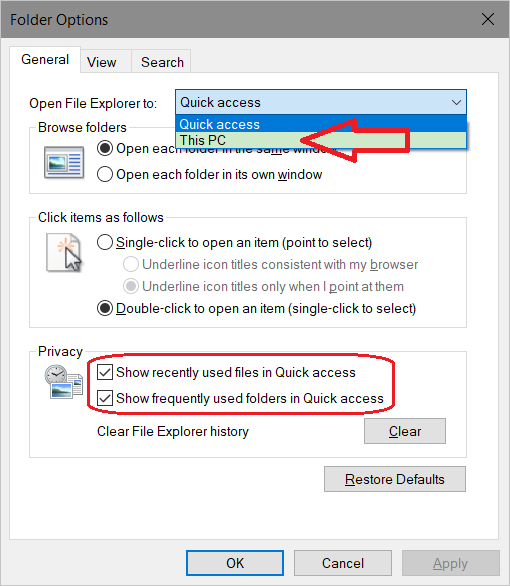 Folder Options
General
View
Search
Open File Explorer to:
Quick access
Quick access
This PC
Browse folders
Open each folder in the same window
Open each folder in its own window
Click items as follows
Single-click to open an item (point to select)
Underline icon titles consistent with my browser
Underline icon titles only when I point at them
Double-click to open an item (single-click to select)
Privacy
Show recently used files in Quick access
Show frequently used folders in Quick access
Clear File Explorer history
Clear
Restore Defaults
OK
Cancel
Apply